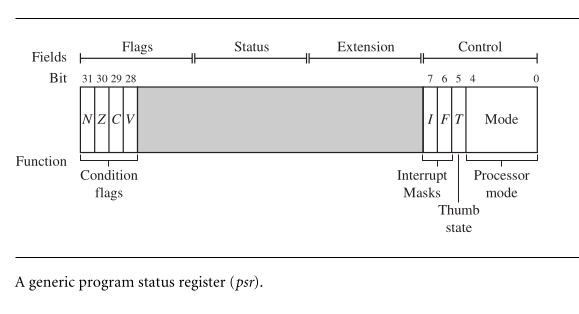 Fields Flags Status Extension Control
Bit 31 30 29 28 7 6 5 4 0
N Z C V I F T Mode
Function
Condition flags
Interrupt Masks
Processor mode
Thumb state
A generic program status register (psr).